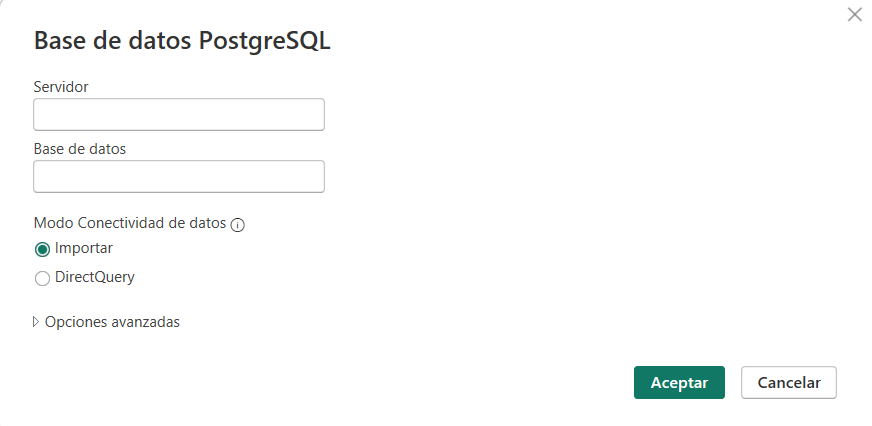 Base de datos PostgreSQL
Servidor
Base de datos
Modo Conectividad de datos
Importar
DirectQuery
Opciones avanzadas
Aceptar Cancelar